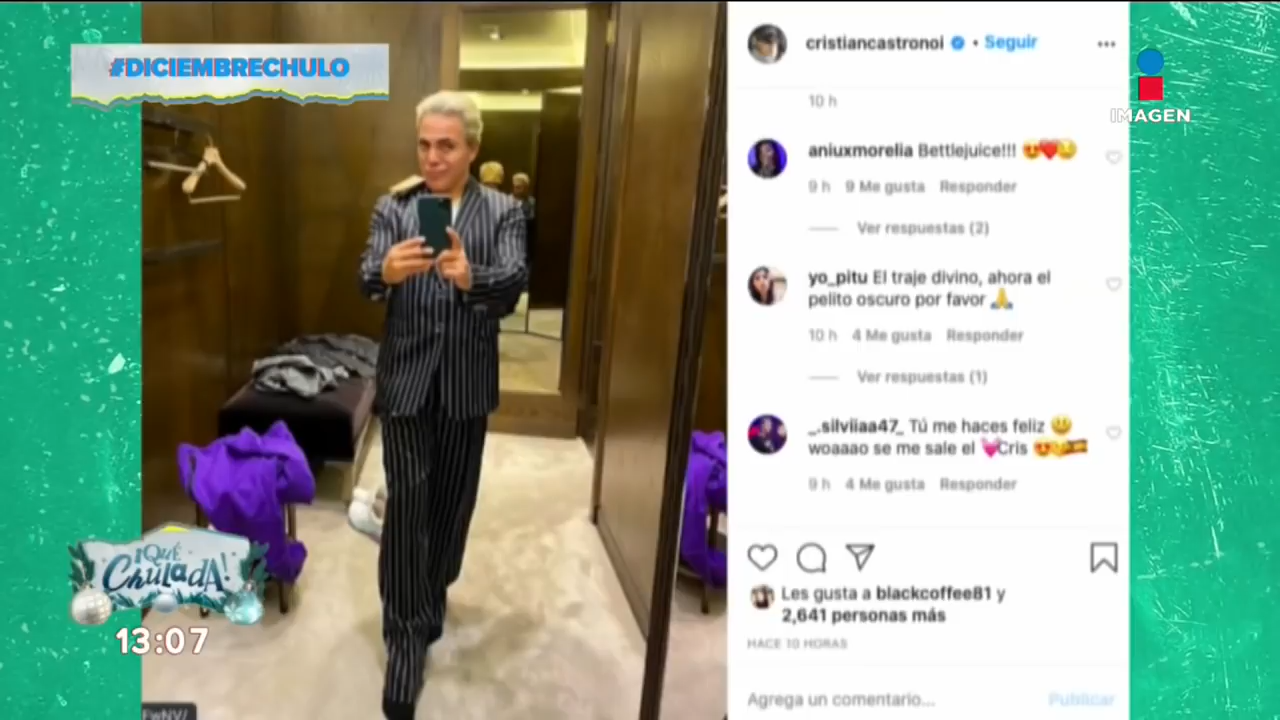 #DICIEMBRECHULO
cristiancastronoi • Seguir
10 h
IMAGEN
aniuxmorelia Bettlejuice!!! 😍❤️😉
9 h 9 Me gusta Responder
Ver respuestas (2)
yo_pitu El traje divino, ahora el
pelito oscuro por favor 🙏
10 h 4 Me gusta Responder
Ver respuestas (1)
_.silviiaa47_ Tú me haces feliz 😃
woaaao se me sale el 💓Cris
9 h 4 Me gusta Responder
Les gusta a blackcoffee81 y
2,641 personas más
HACE 10 HORAS
Agrega un comentario... Publicar
¡QUÉ
ChuladA!
13:07